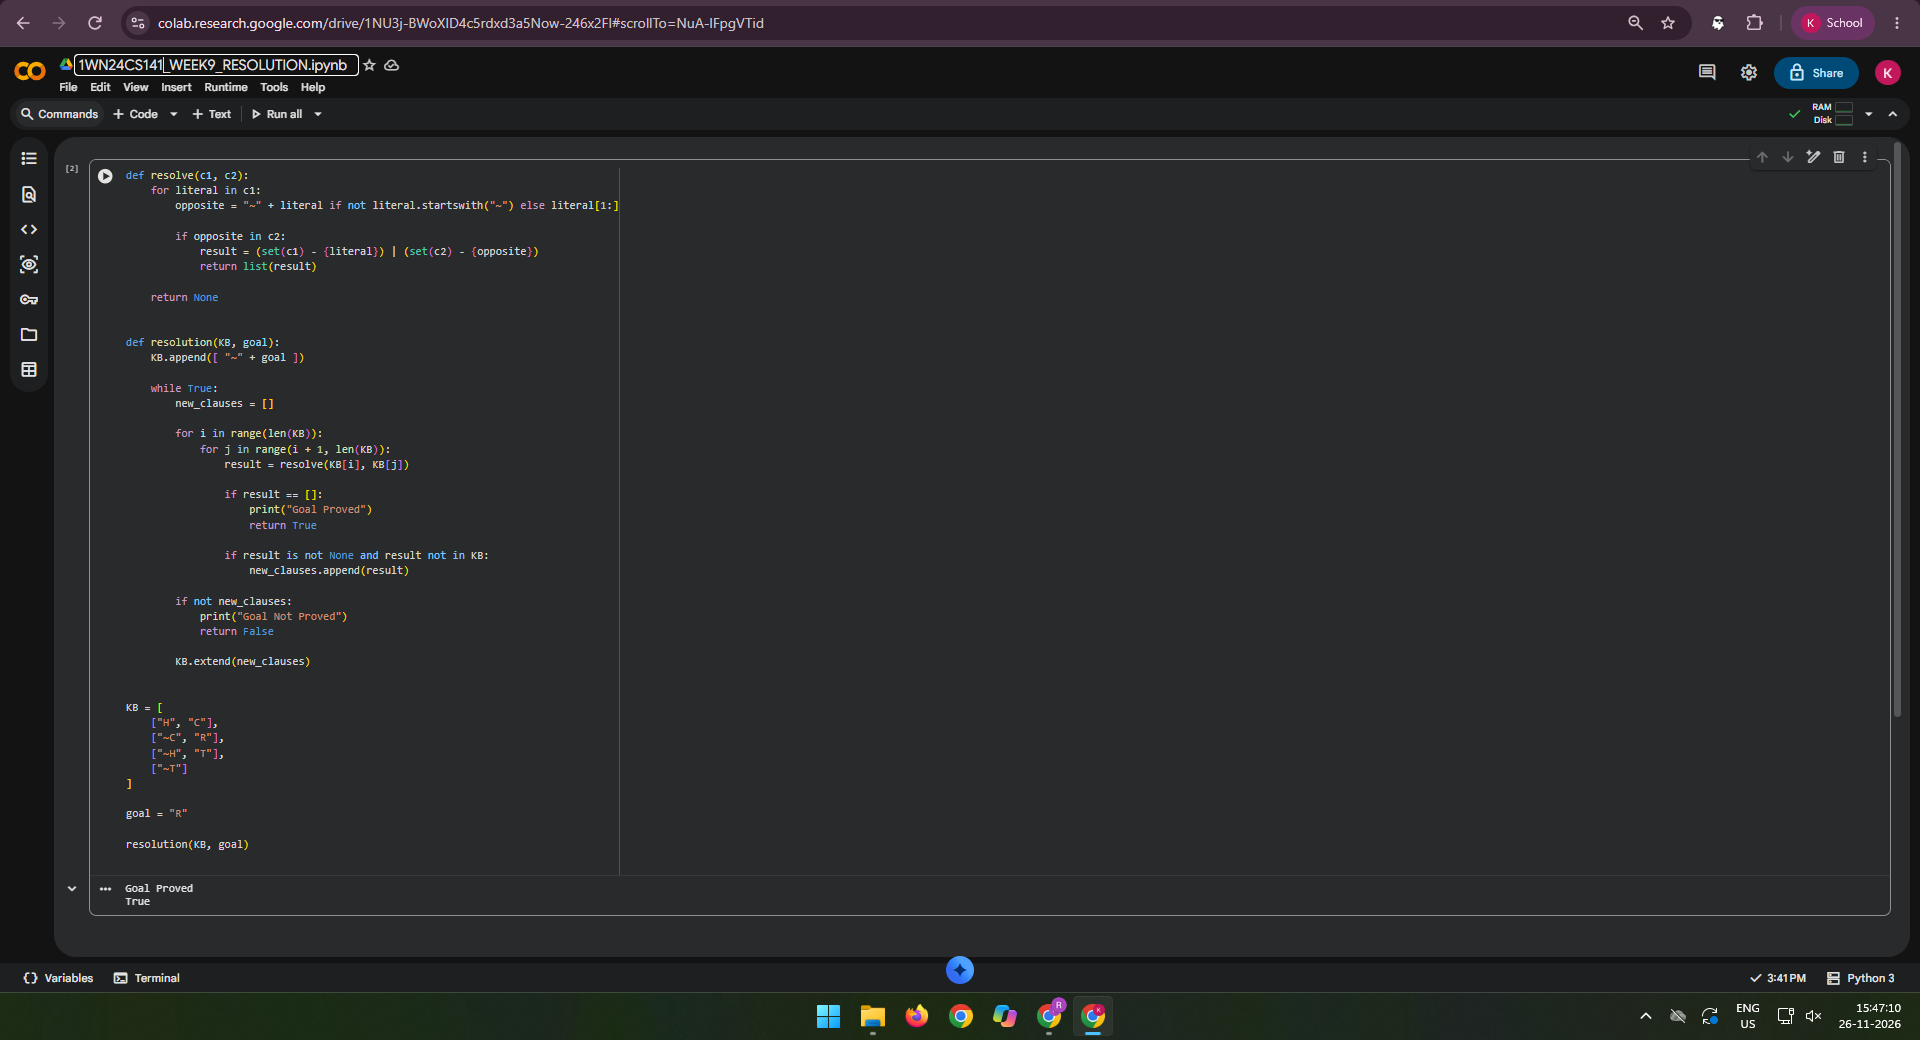 colab.research.google.com/drive/1NU3j-BWoXlD4c5rdxd3a5Now-246x2Fl#scrollTo=NuA-lFpgVTid
K School
1WN24CS141_WEEK9_RESOLUTION.ipynb
File Edit View Insert Runtime Tools Help
Share
K
Commands + Code + Text Run all
RAM
Disk
[2]
def resolve(c1, c2):
    for literal in c1:
        opposite = "~" + literal if not literal.startswith("~") else literal[1:]
        if opposite in c2:
            result = (set(c1) - {literal}) | (set(c2) - {opposite})
            return list(result)
    return None
def resolution(KB, goal):
    KB.append([ "~" + goal ])
    while True:
        new_clauses = []
        for i in range(len(KB)):
            for j in range(i + 1, len(KB)):
                result = resolve(KB[i], KB[j])
                if result == []:
                    print("Goal Proved")
                    return True
                if result is not None and result not in KB:
                    new_clauses.append(result)
        if not new_clauses:
            print("Goal Not Proved")
            return False
        KB.extend(new_clauses)
KB = [
    ["H", "C"],
    ["~C", "R"],
    ["~H", "T"],
    ["~T"]
]
goal = "R"
resolution(KB, goal)
Goal Proved
True
Variables Terminal
3:41 PM Python 3
R
K
ENG
US
15:47:10
26-11-2026